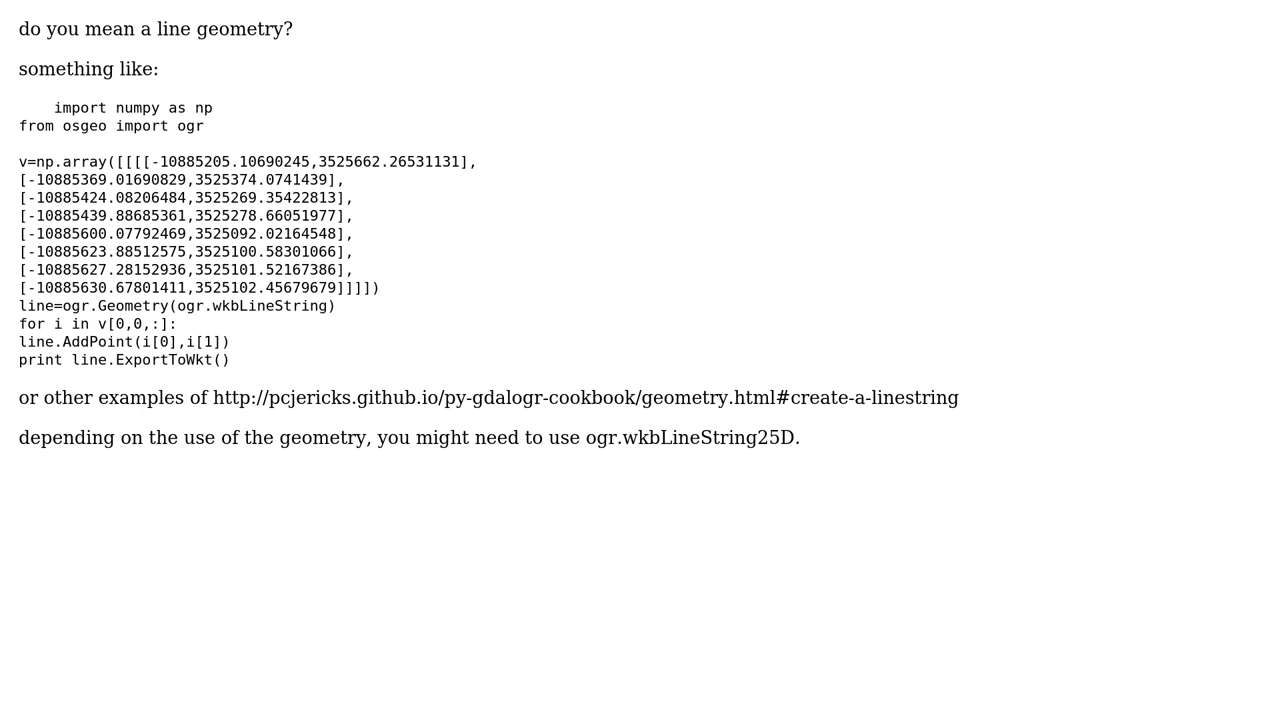 do you mean a line geometry?
something like:
    import numpy as np
from osgeo import ogr
v=np.array([[[[-10885205.10690245,3525662.26531131],
[-10885369.01690829,3525374.0741439],
[-10885424.08206484,3525269.35422813],
[-10885439.88685361,3525278.66051977],
[-10885600.07792469,3525092.02164548],
[-10885623.88512575,3525100.58301066],
[-10885627.28152936,3525101.52167386],
[-10885630.67801411,3525102.45679679]]]])
line=ogr.Geometry(ogr.wkbLineString)
for i in v[0,0,:]:
line.AddPoint(i[0],i[1])
print line.ExportToWkt()
or other examples of http://pcjericks.github.io/py-gdalogr-cookbook/geometry.html#create-a-linestring
depending on the use of the geometry, you might need to use ogr.wkbLineString25D.